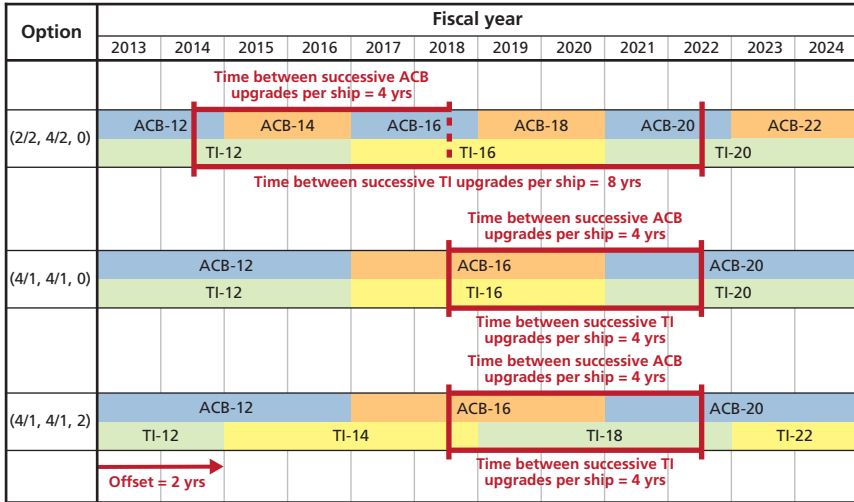 Option
Fiscal year
2013 2014 2015 2016 2017 2018 2019 2020 2021 2022 2023 2024
Time between successive ACB
upgrades per ship = 4 yrs
(2/2, 4/2, 0)
ACB-12 ACB-14 ACB-16 ACB-18 ACB-20 ACB-22
TI-12 TI-16 TI-20
Time between successive TI upgrades per ship = 8 yrs
Time between successive ACB
upgrades per ship = 4 yrs
(4/1, 4/1, 0)
ACB-12 ACB-16 ACB-20
TI-12 TI-16 TI-20
Time between successive TI
upgrades per ship = 4 yrs
Time between successive ACB
upgrades per ship = 4 yrs
(4/1, 4/1, 2)
ACB-12 ACB-16 ACB-20
TI-12 TI-14 TI-18 TI-22
Offset = 2 yrs
Time between successive TI
upgrades per ship = 4 yrs